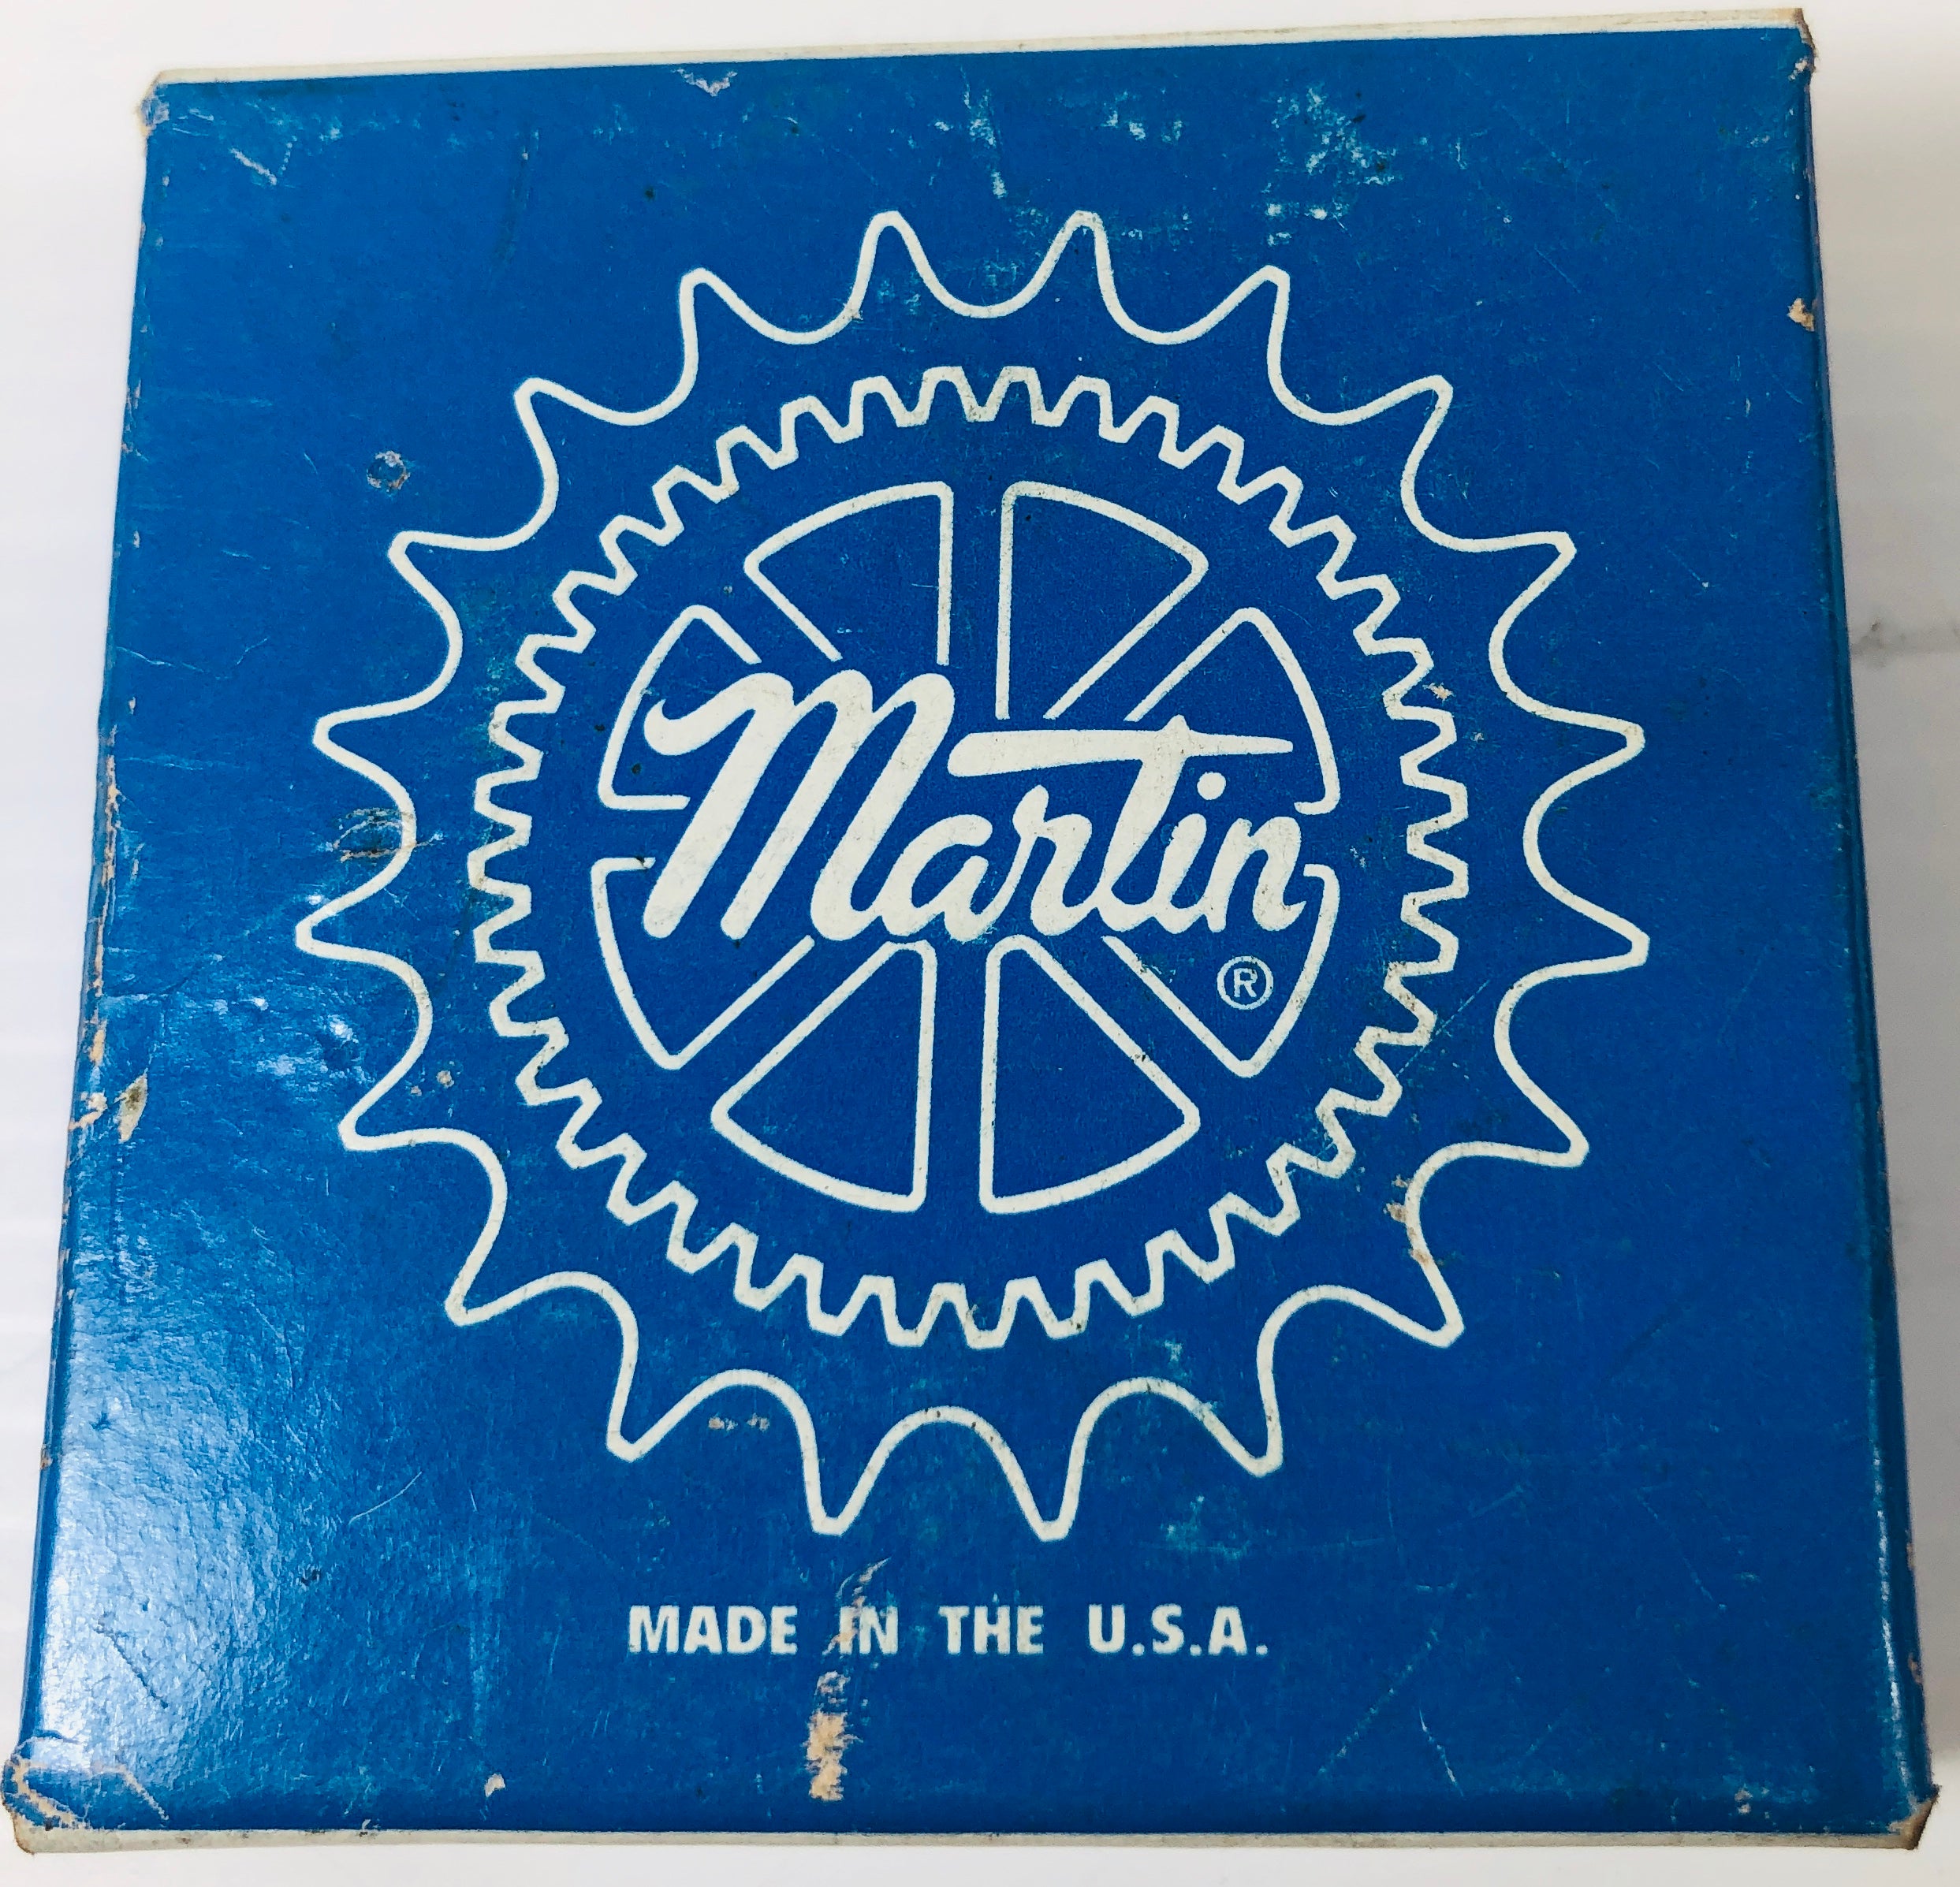 Martin
®
MADE IN THE U.S.A.